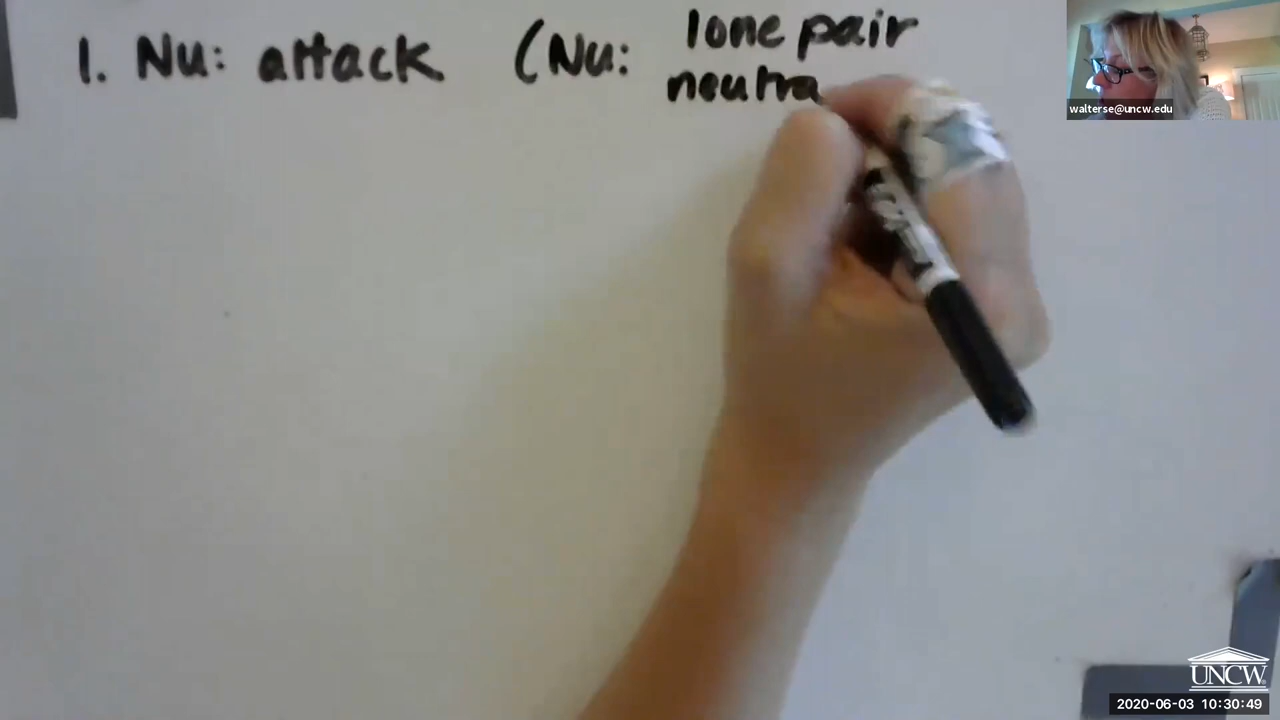 1. Nu: attack (Nu: lone pair
neutra
walterse@uncw.edu
UNCW
2020-06-03 10:30:49